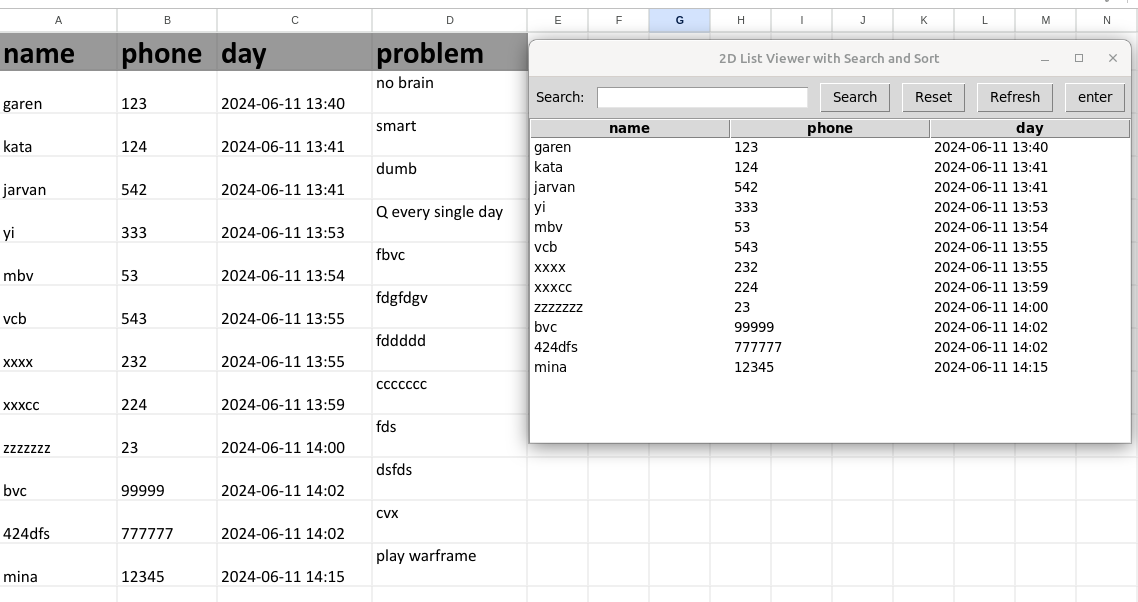 A B C D E F G H I J K L M N
name phone day problem
garen 123 2024-06-11 13:40 no brain
kata 124 2024-06-11 13:41 smart
jarvan 542 2024-06-11 13:41 dumb
yi 333 2024-06-11 13:53 Q every single day
mbv 53 2024-06-11 13:54 fbvc
vcb 543 2024-06-11 13:55 fdgfdgv
xxxx 232 2024-06-11 13:55 fddddd
xxxcc 224 2024-06-11 13:59 ccccccc
zzzzzzz 23 2024-06-11 14:00 fds
bvc 99999 2024-06-11 14:02 dsfds
424dfs 777777 2024-06-11 14:02 cvx
mina 12345 2024-06-11 14:15 play warframe
2D List Viewer with Search and Sort
Search: Search Reset Refresh enter
name phone day
garen 123 2024-06-11 13:40
kata 124 2024-06-11 13:41
jarvan 542 2024-06-11 13:41
yi 333 2024-06-11 13:53
mbv 53 2024-06-11 13:54
vcb 543 2024-06-11 13:55
xxxx 232 2024-06-11 13:55
xxxcc 224 2024-06-11 13:59
zzzzzzz 23 2024-06-11 14:00
bvc 99999 2024-06-11 14:02
424dfs 777777 2024-06-11 14:02
mina 12345 2024-06-11 14:15